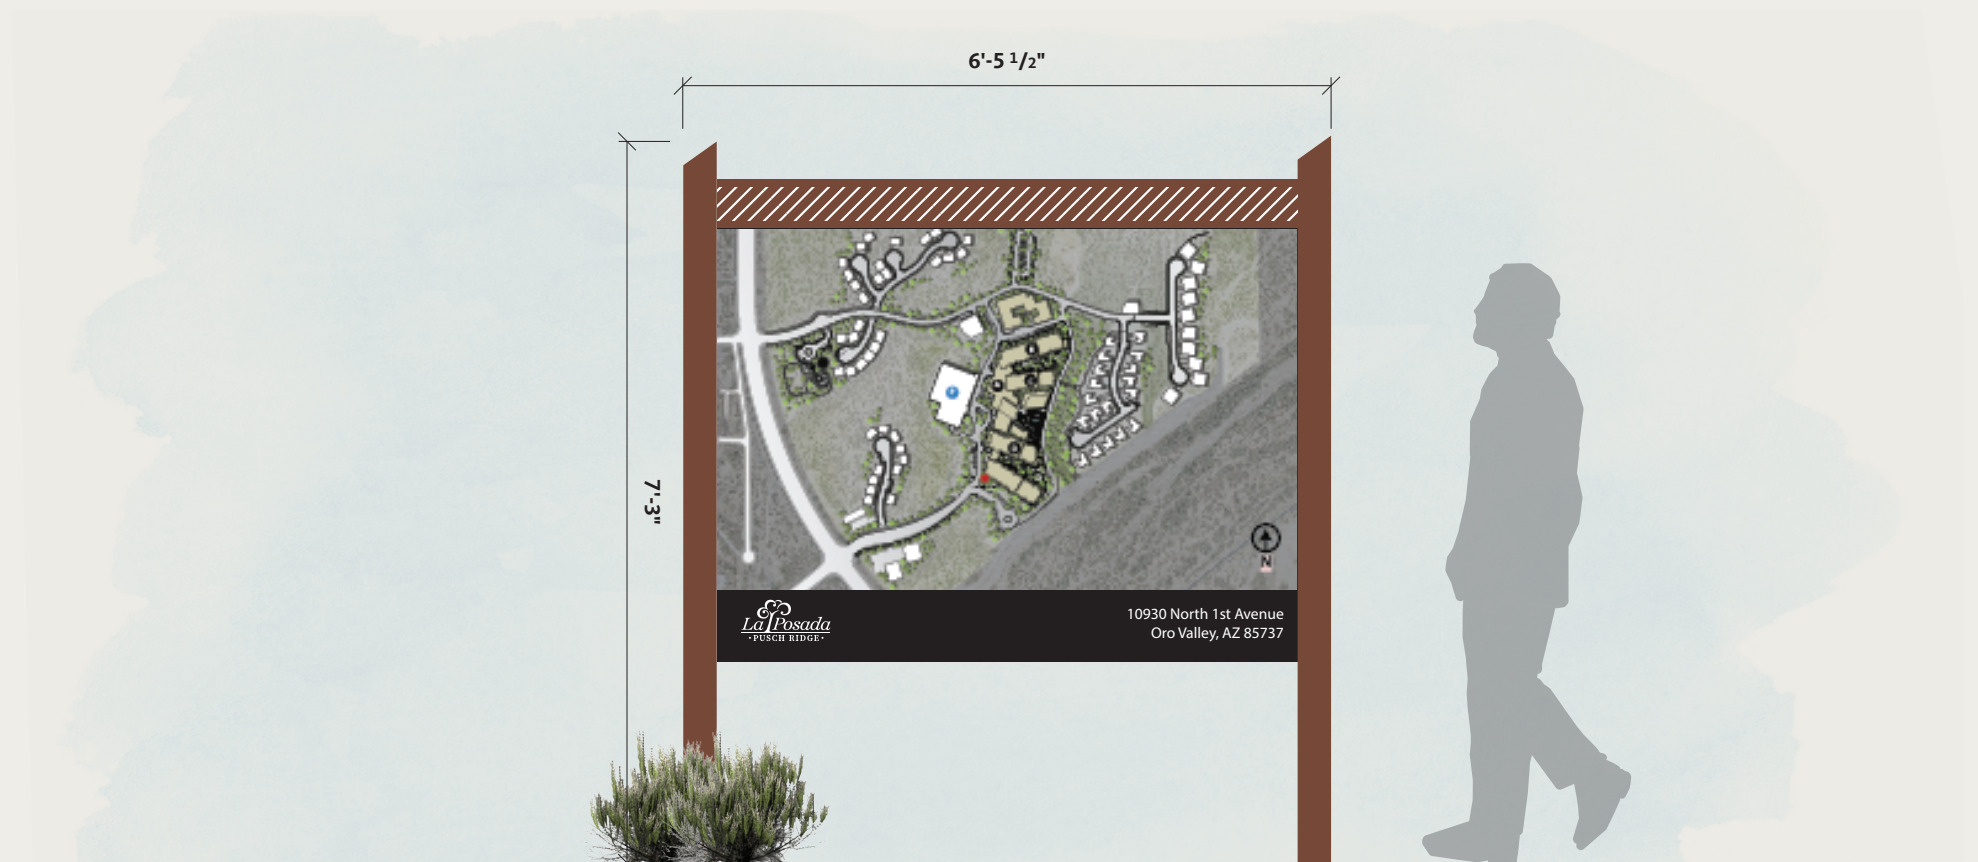 6'-5 1/2"
7'-3"
N
La Posada
• PUSCH RIDGE •
10930 North 1st Avenue
Oro Valley, AZ 85737